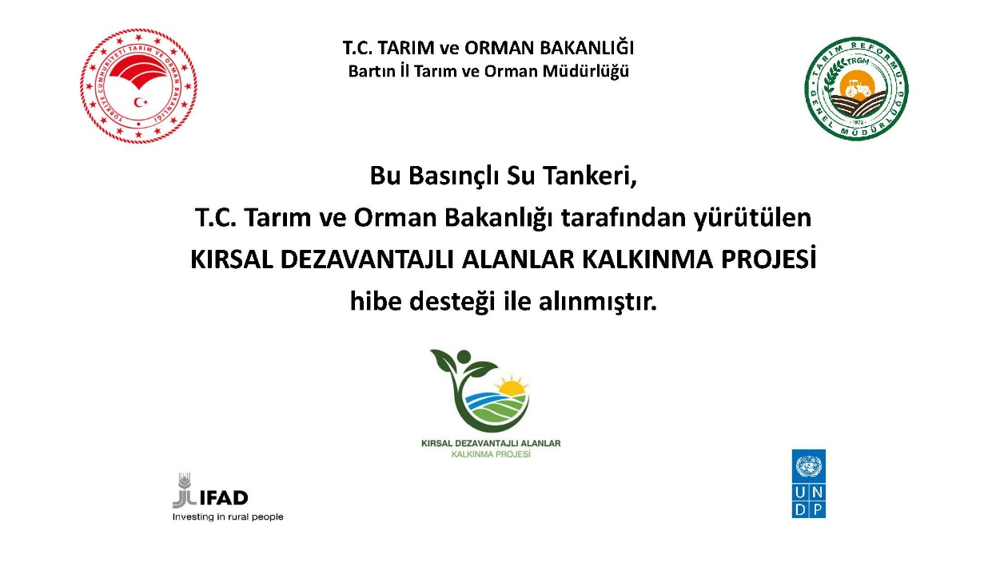 T.C. TARIM ve ORMAN BAKANLIĞI
Bartın İl Tarım ve Orman Müdürlüğü
TÜRKİYE CUMHURİYETİ TARIM VE ORMAN BAKANLIĞI
TARIM REFORMU
GENEL MÜDÜRLÜĞÜ
TRGM
- 1972 -
Bu Basınçlı Su Tankeri,
T.C. Tarım ve Orman Bakanlığı tarafından yürütülen
KIRSAL DEZAVANTAJLI ALANLAR KALKINMA PROJESİ
hibe desteği ile alınmıştır.
KIRSAL DEZAVANTAJLI ALANLAR
KALKINMA PROJESİ
IFAD
Investing in rural people
UN
DP